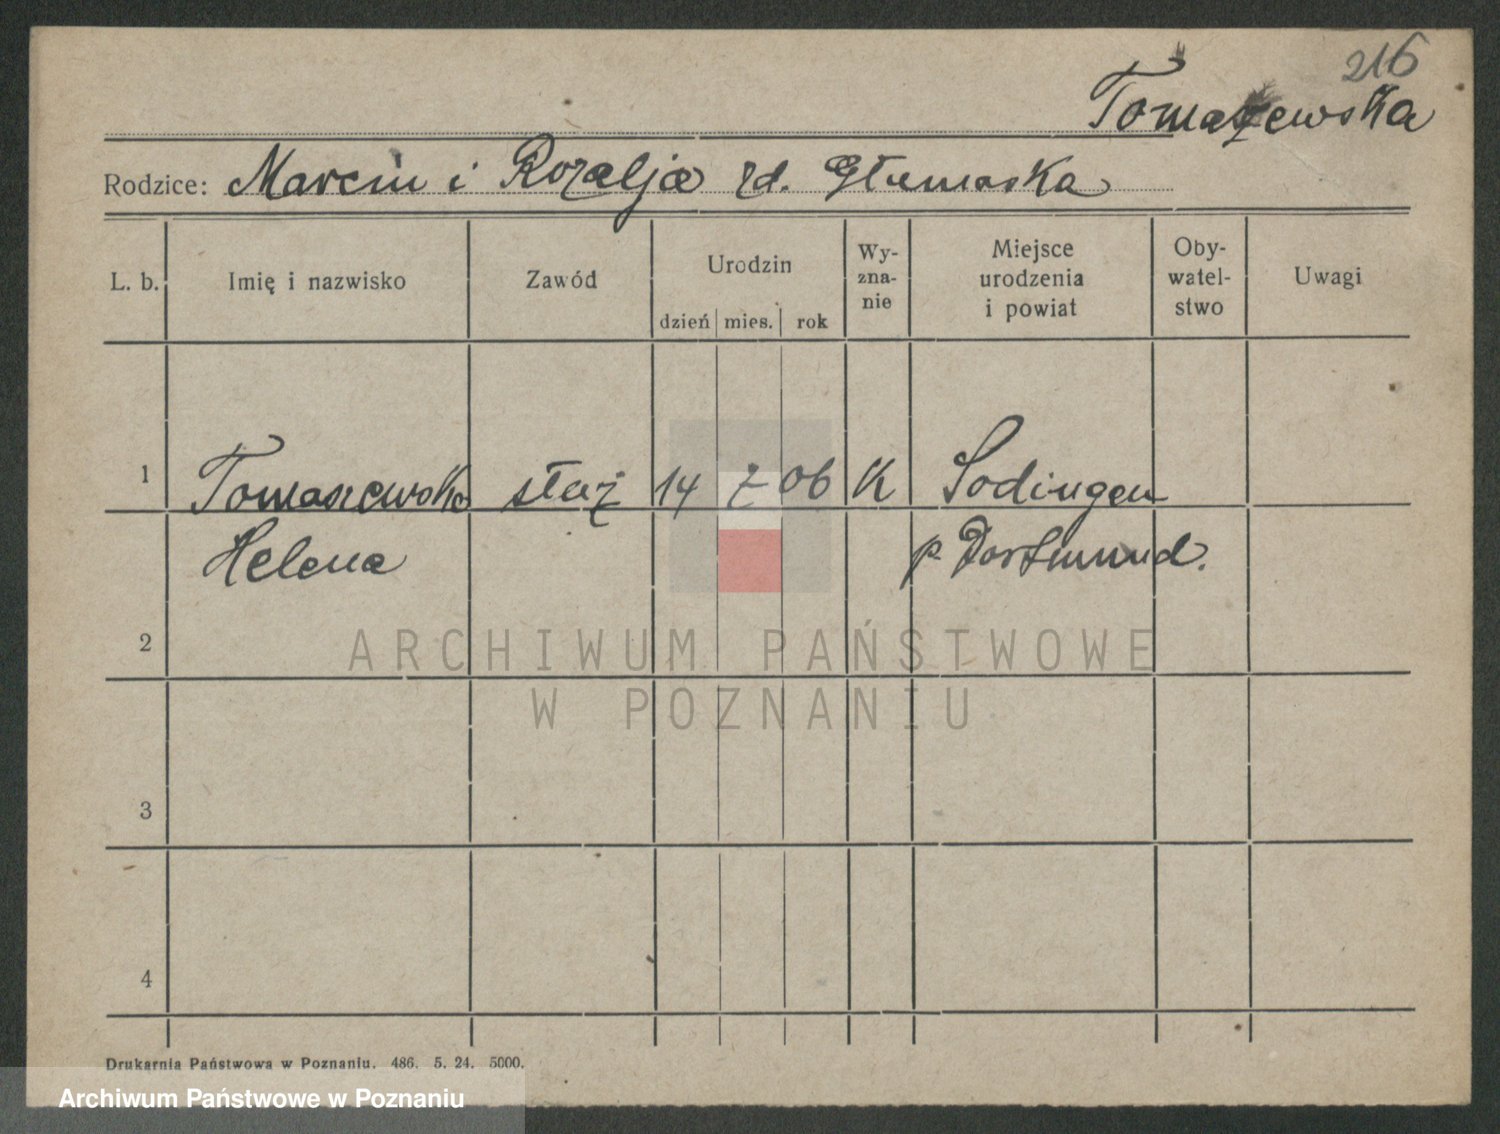 216
Tomaszewska
Rodzice: Marcin i Rozalja zd.
L. b. Imię i nazwisko Zawód Urodzin dzień mies. rok Wy-zna-nie Miejsce urodzenia i powiat Oby-watel-stwo Uwagi
1 Tomaszewska służ 14 7 06 K Sodingen
Helena p. Dortmund.
2
3
4
Drukarnia Państwowa w Poznaniu. 486. 5. 24. 5000.
ARCHIWUM PAŃSTWOWE
W POZNANIU
Archiwum Państwowe w Poznaniu